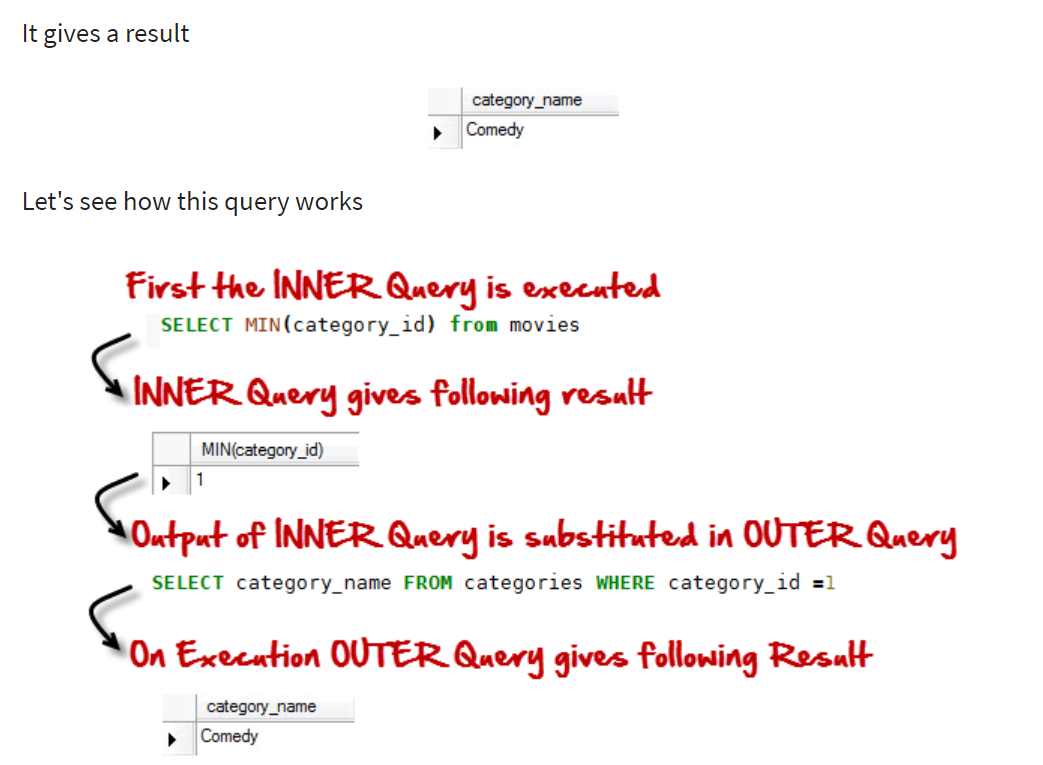 It gives a result
category_name
Comedy
Let's see how this query works
First the INNER Query is executed
SELECT MIN(category_id) from movies
INNER Query gives following result
MIN(category_id)
1
Output of INNER Query is substituted in OUTER Query
SELECT category_name FROM categories WHERE category_id =1
On Execution OUTER Query gives following Result
category_name
Comedy